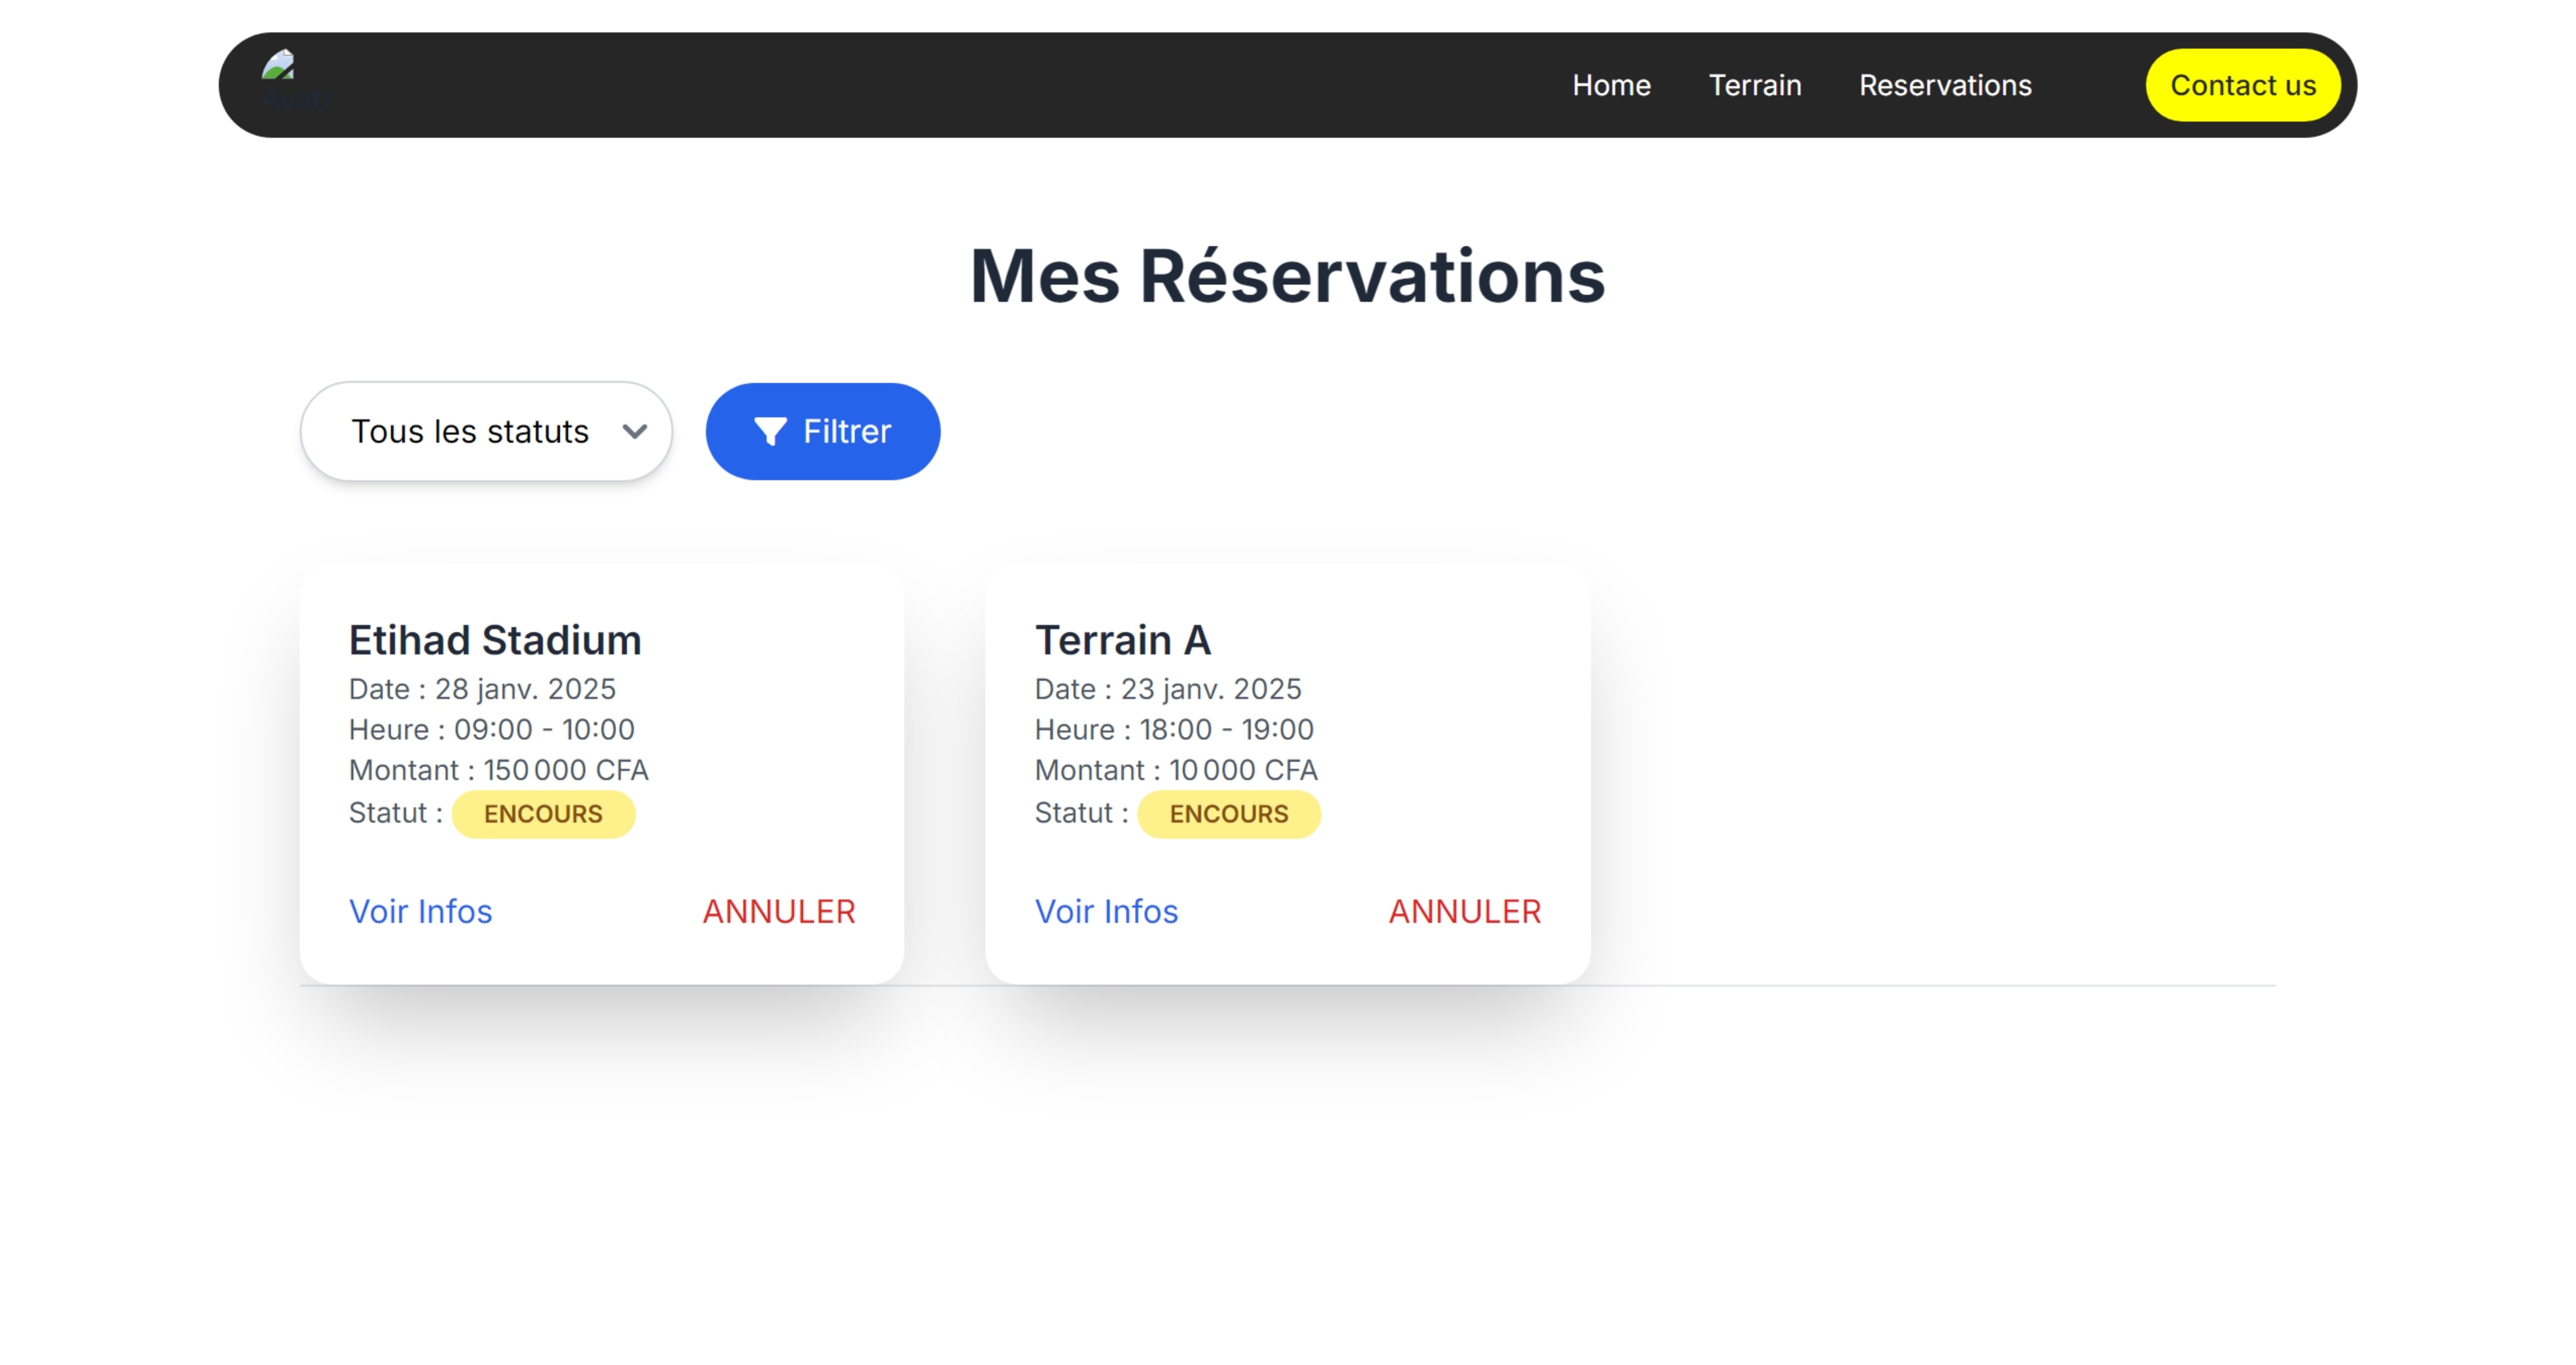 Home Terrain Reservations Contact us
Mes Réservations
Tous les statuts Filtrer
Etihad Stadium
Date : 28 janv. 2025
Heure : 09:00 - 10:00
Montant : 150 000 CFA
Statut : ENCOURS
Voir Infos ANNULER
Terrain A
Date : 23 janv. 2025
Heure : 18:00 - 19:00
Montant : 10 000 CFA
Statut : ENCOURS
Voir Infos ANNULER